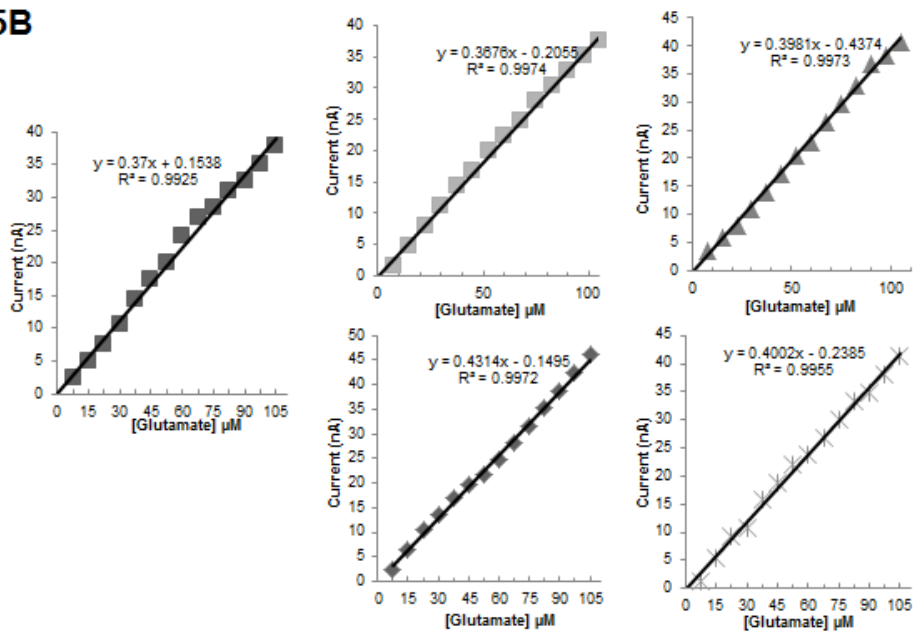 5B
y = 0.37x + 0.1538
R² = 0.9925
Current (nA)
40
35
30
25
20
15
10
5
0
0 15 30 45 60 75 90 105
[Glutamate] µM
y = 0.3676x - 0.2055
R² = 0.9974
Current (nA)
40
35
30
25
20
15
10
5
0
0 50 100
[Glutamate] µM
y = 0.3981x - 0.4374
R² = 0.9973
Current (nA)
45
40
35
30
25
20
15
10
5
0
0 50 100
[Glutamate] µM
y = 0.4314x - 0.1495
R² = 0.9972
Current (nA)
50
45
40
35
30
25
20
15
10
5
0
0 15 30 45 60 75 90 105
[Glutamate] µM
y = 0.4002x - 0.2385
R² = 0.9955
Current (nA)
45
40
35
30
25
20
15
10
5
0
0 15 30 45 60 75 90 105
[Glutamate] µM